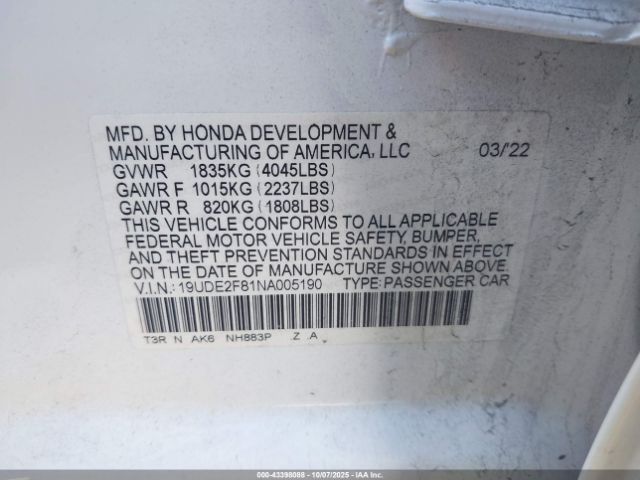 MFD. BY HONDA DEVELOPMENT &
MANUFACTURING OF AMERICA, LLC 03/'22
GVWR 1835KG (4045LBS)
GAWR F 1015KG (2237LBS)
GAWR R 820KG (1808LBS)
THIS VEHICLE CONFORMS TO ALL APPLICABLE
FEDERAL MOTOR VEHICLE SAFETY, BUMPER,
AND THEFT PREVENTION STANDARDS IN EFFECT
ON THE DATE OF MANUFACTURE SHOWN ABOVE
V.I.N.: 19UDE2F81NA005190 TYPE: PASSENGER CAR
T3R N AK6 NH883P Z A
000-43398088 - 10/07/2025 - IAAI.COM